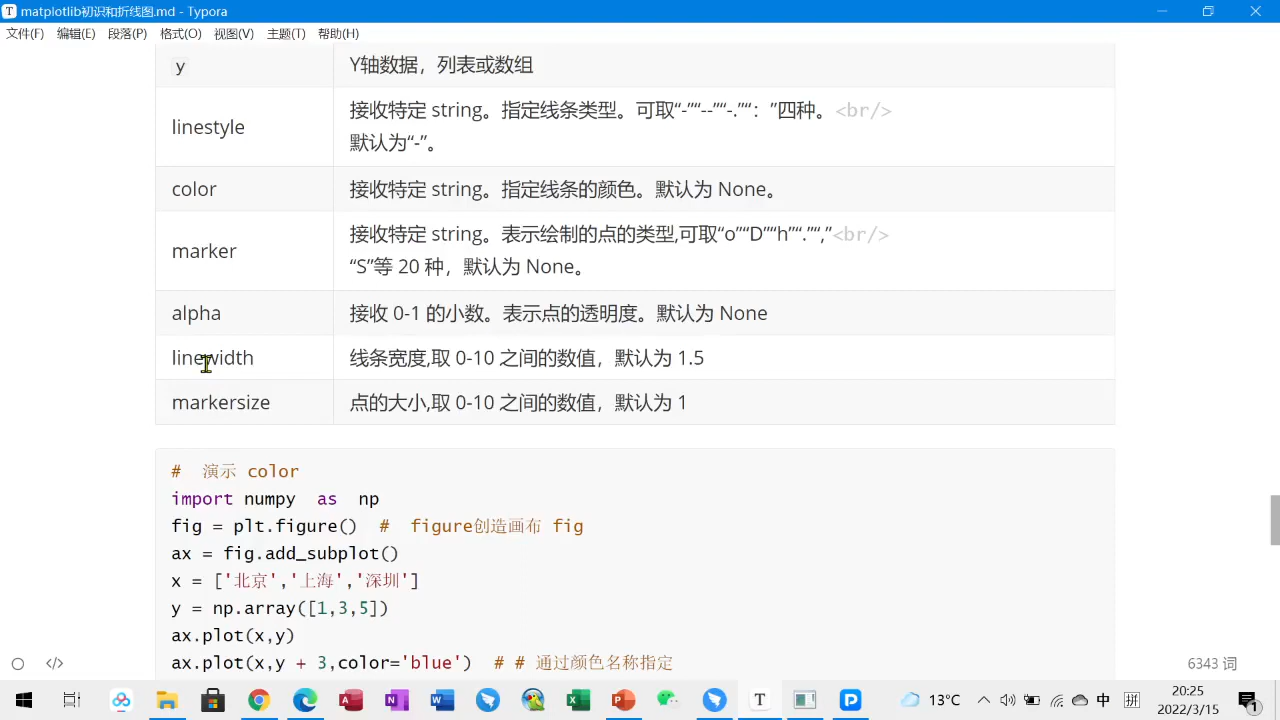 matplotlib初识和折线图.md - Typora
文件(F) 编辑(E) 段落(P) 格式(O) 视图(V) 主题(T) 帮助(H)
y Y轴数据，列表或数组
linestyle 接收特定 string。指定线条类型。可取“-”“--”“-.”“：”四种。<br/>
默认为“-”。
color 接收特定 string。指定线条的颜色。默认为 None。
marker 接收特定 string。表示绘制的点的类型,可取“o”“D”“h”“.”“,”<br/>
“S”等 20 种，默认为 None。
alpha 接收 0-1 的小数。表示点的透明度。默认为 None
linewidth 线条宽度,取 0-10 之间的数值，默认为 1.5
markersize 点的大小,取 0-10 之间的数值，默认为 1
#  演示 color
import numpy  as  np
fig = plt.figure()  #  figure创造画布 fig
ax = fig.add_subplot()
x = ['北京','上海','深圳']
y = np.array([1,3,5])
ax.plot(x,y)
ax.plot(x,y + 3,color='blue')  # # 通过颜色名称指定
</> 6343 词
13°C 中 拼 20:25
2022/3/15 1